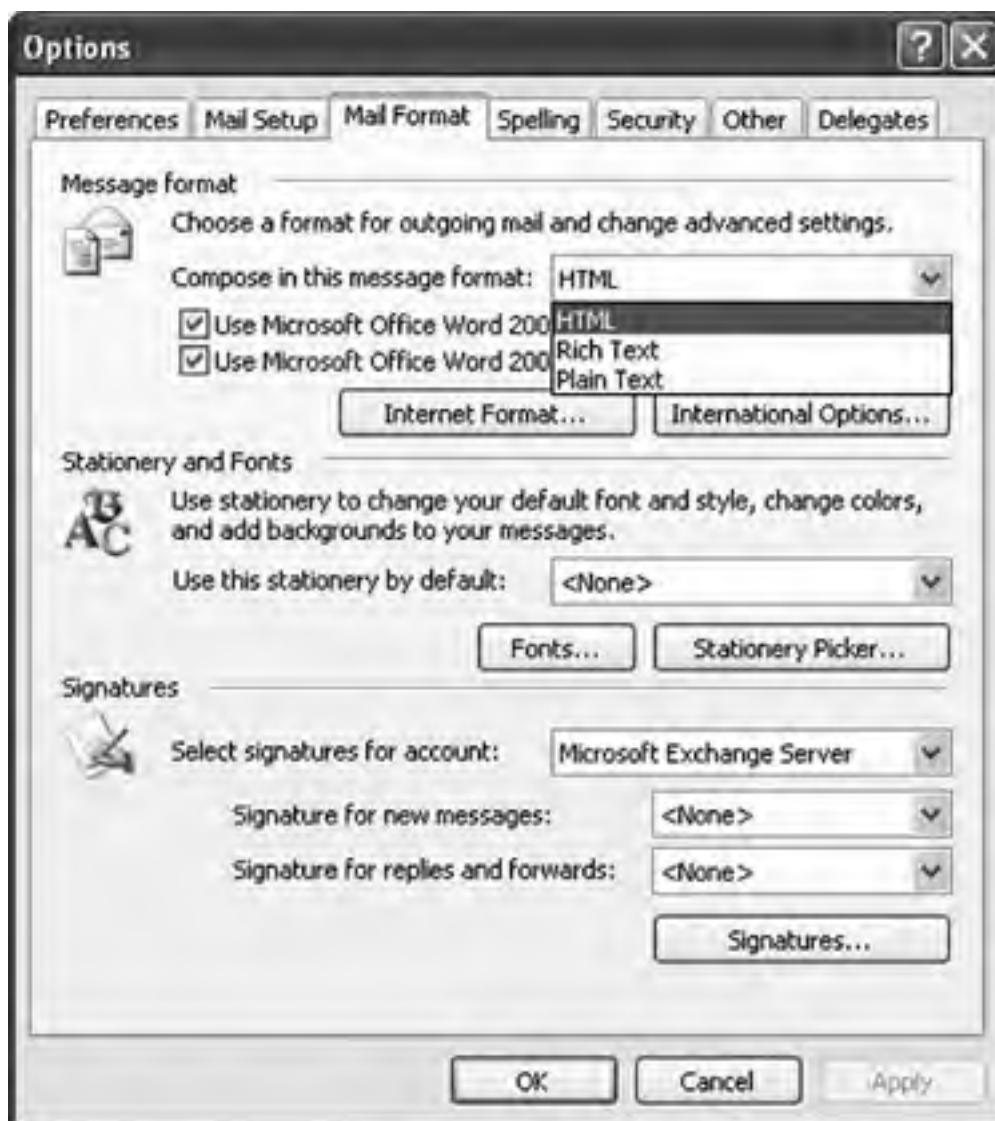 Options
Preferences Mail Setup Mail Format Spelling Security Other Delegates
Message format
Choose a format for outgoing mail and change advanced settings.
Compose in this message format: HTML
Use Microsoft Office Word 200
HTML
Use Microsoft Office Word 200
Rich Text
Plain Text
Internet Format... International Options...
Stationery and Fonts
Use stationery to change your default font and style, change colors,
and add backgrounds to your messages.
Use this stationery by default: <None>
Fonts... Stationery Picker...
Signatures
Select signatures for account: Microsoft Exchange Server
Signature for new messages: <None>
Signature for replies and forwards: <None>
Signatures...
OK Cancel Apply